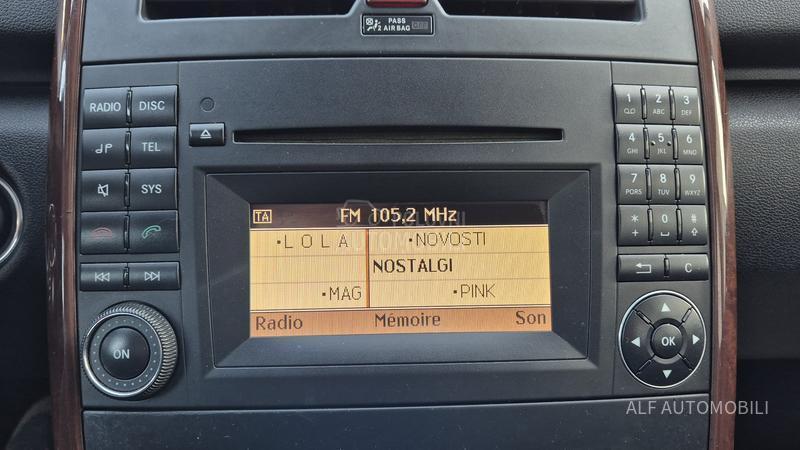 PASS
2 AIR BAG OFF
RADIO DISC
TEL
SYS
ON
TA FM 105,2 MHz
•L O L A •NOVOSTI
NOSTALGI
•MAG •PINK
Radio Mémoire Son
1 2 ABC 3 DEF
4 GHI 5 JKL 6 MNO
7 PQRS 8 TUV 9 WXYZ
* + 0 #
C
OK
ALF AUTOMOBILI